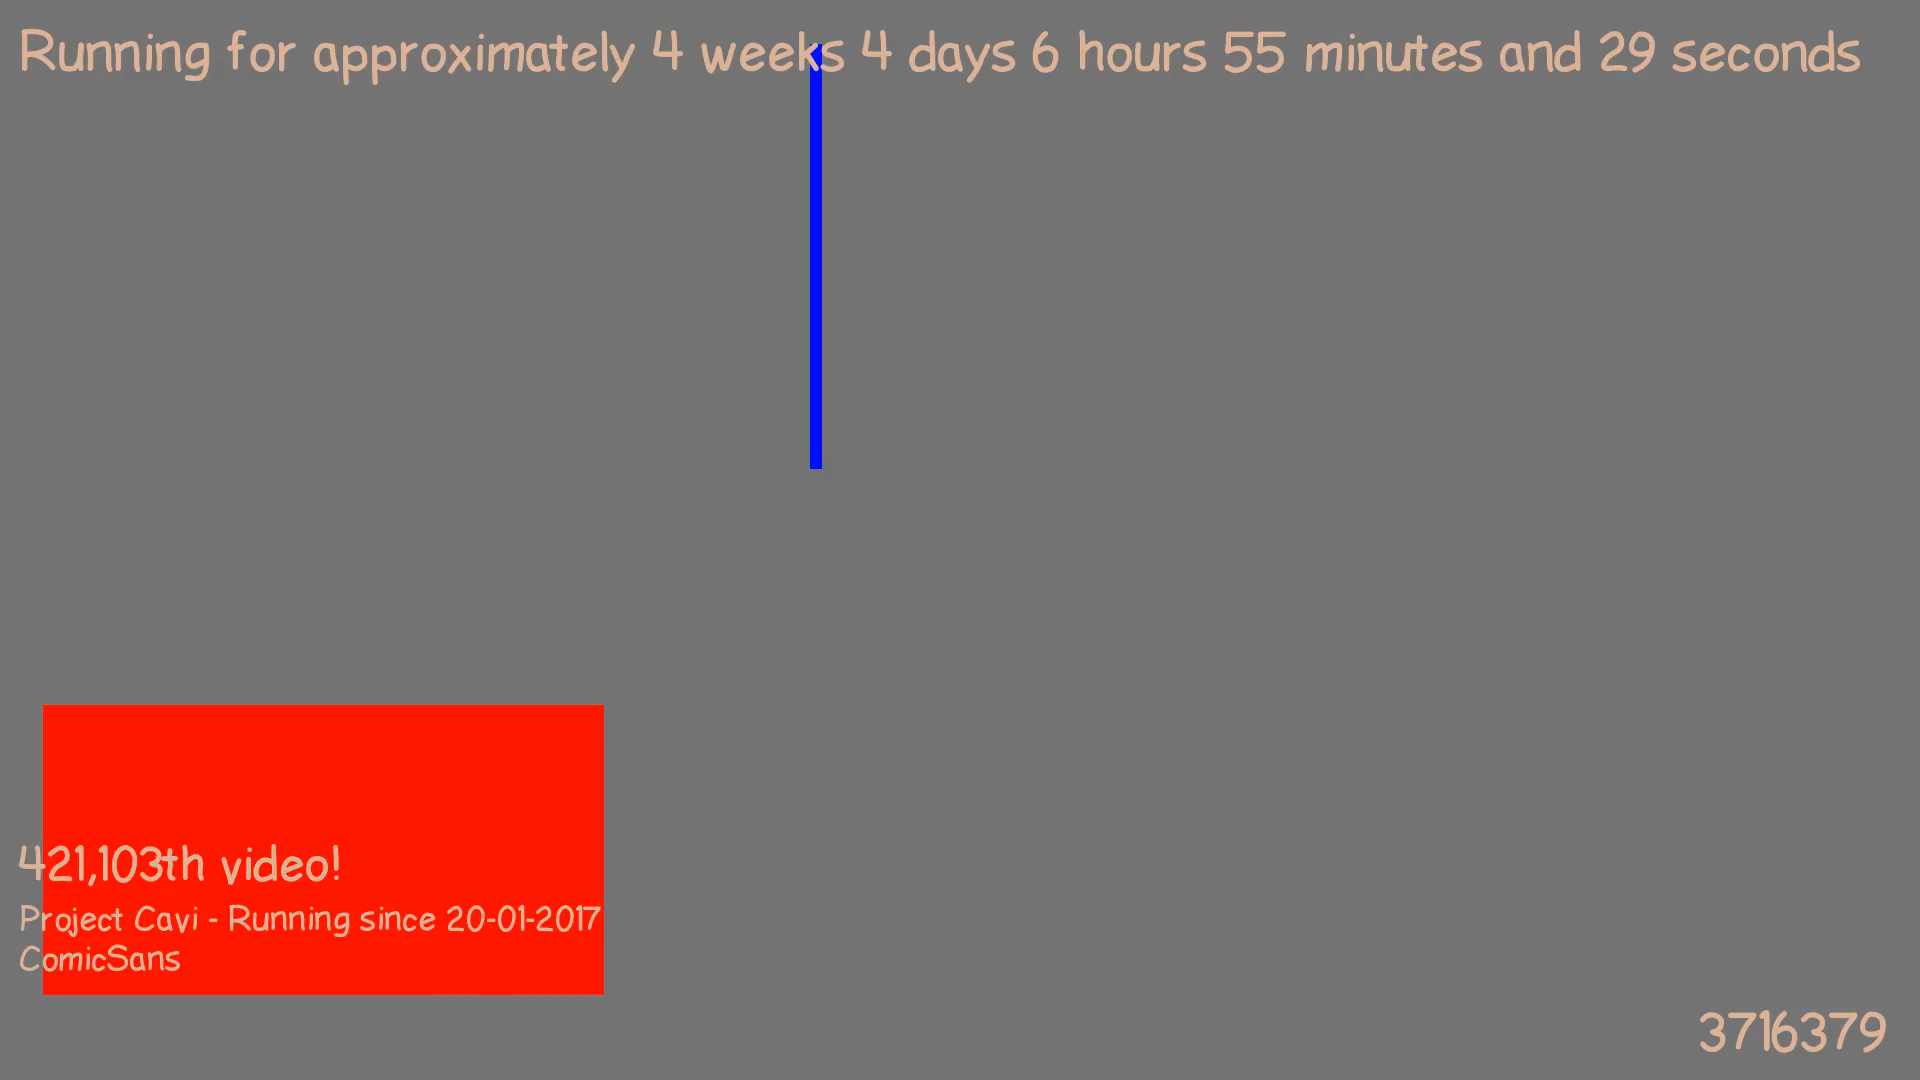 Running for approximately 4 weeks 4 days 6 hours 55 minutes and 29 seconds
421,103th video!
Project Cavi - Running since 20-01-2017
ComicSans
3716379